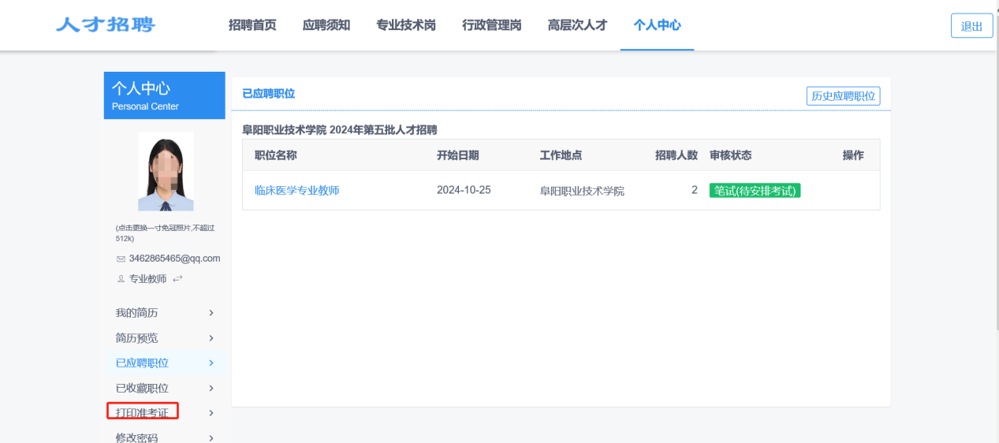 人才招聘 招聘首页 应聘须知 专业技术岗 行政管理岗 高层次人才 个人中心 退出
个人中心
Personal Center
(点击更换一寸免冠照片,不超过
512k)
3462865465@qq.com
专业教师
我的简历
简历预览
已应聘职位
已收藏职位
打印准考证
修改密码
已应聘职位 历史应聘职位
阜阳职业技术学院 2024年第五批人才招聘
职位名称 开始日期 工作地点 招聘人数 审核状态 操作
临床医学专业教师 2024-10-25 阜阳职业技术学院 2 笔试(待安排考试)